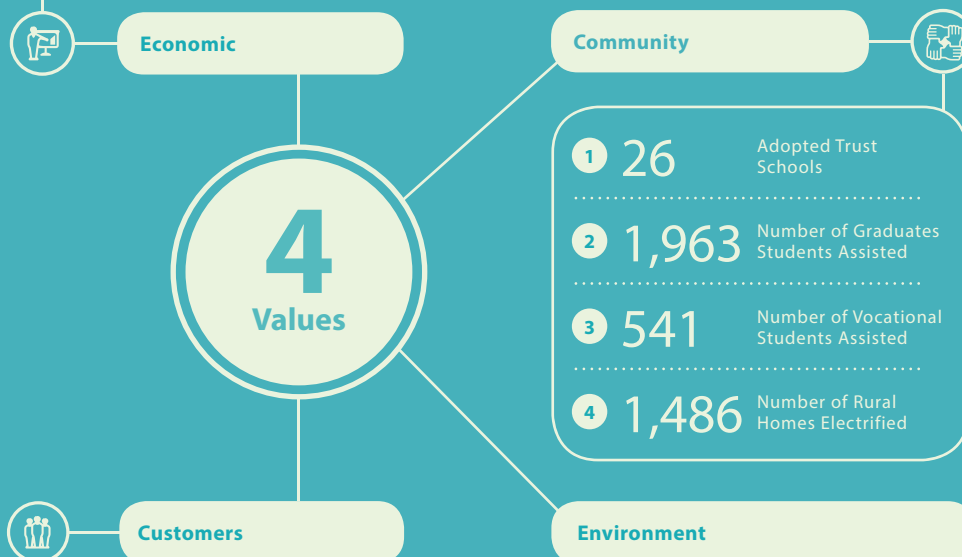 Economic
Community
4
Values
1 26 Adopted Trust
Schools
2 1,963 Number of Graduates
Students Assisted
3 541 Number of Vocational
Students Assisted
4 1,486 Number of Rural
Homes Electrified
Customers
Environment